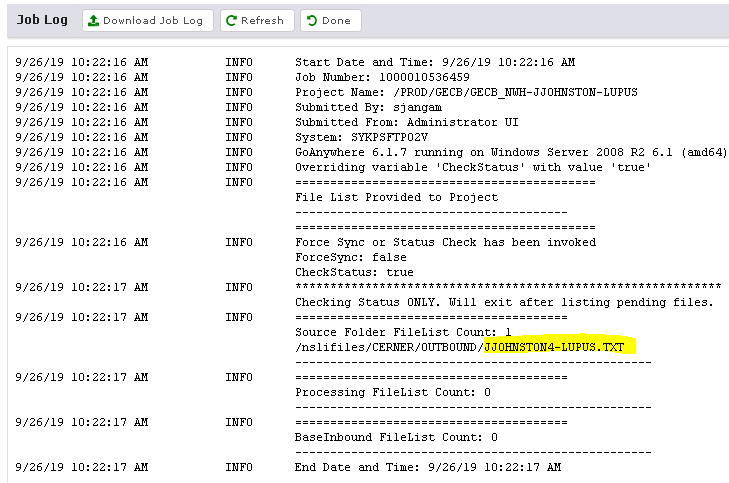 Job Log Download Job Log Refresh Done
9/26/19 10:22:16 AM INFO Start Date and Time: 9/26/19 10:22:16 AM
9/26/19 10:22:16 AM INFO Job Number: 1000010536459
9/26/19 10:22:16 AM INFO Project Name: /PROD/GECB/GECB_NWH-JJOHNSTON-LUPUS
9/26/19 10:22:16 AM INFO Submitted By: sjangam
9/26/19 10:22:16 AM INFO Submitted From: Administrator UI
9/26/19 10:22:16 AM INFO System: SYKPSFTP02V
9/26/19 10:22:16 AM INFO GoAnywhere 6.1.7 running on Windows Server 2008 R2 6.1 (amd64)
9/26/19 10:22:16 AM INFO Overriding variable 'CheckStatus' with value 'true'
9/26/19 10:22:16 AM INFO ===========================================
File List Provided to Project
---------------------------------------
===========================================
9/26/19 10:22:16 AM INFO Force Sync or Status Check has been invoked
ForceSync: false
CheckStatus: true
9/26/19 10:22:17 AM INFO *************************************************************
Checking Status ONLY. Will exit after listing pending files.
9/26/19 10:22:17 AM INFO =======================================
Source Folder FileList Count: 1
/nslifiles/CERNER/OUTBOUND/JJOHNSTON4-LUPUS.TXT
---------------------------------------------------
9/26/19 10:22:17 AM INFO =======================================
Processing FileList Count: 0
---------------------------------------------------
9/26/19 10:22:17 AM INFO =======================================
BaseInbound FileList Count: 0
---------------------------------------------------
9/26/19 10:22:17 AM INFO End Date and Time: 9/26/19 10:22:17 AM